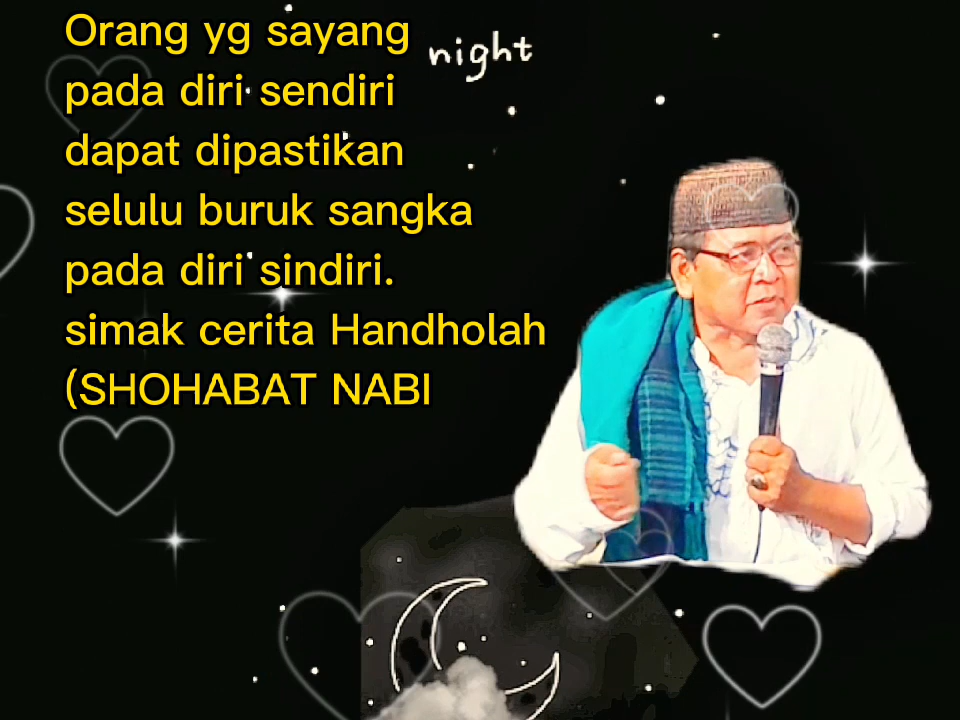 Orang yg sayang
night
pada diri sendiri
dapat dipastikan
selulu buruk sangka
pada diri sindiri.
simak cerita Handholah
(SHOHABAT NABI